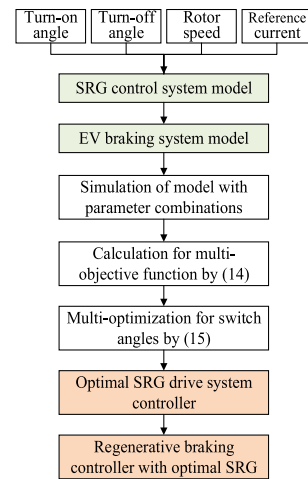 Turn-on
angle
Turn-off
angle
Rotor
speed
Reference
current
SRG control system model
EV braking system model
Simulation of model with
parameter combinations
Calculation for multi-
objective function by (14)
Multi-optimization for switch
angles by (15)
Optimal SRG drive system
controller
Regenerative braking
controller with optimal SRG